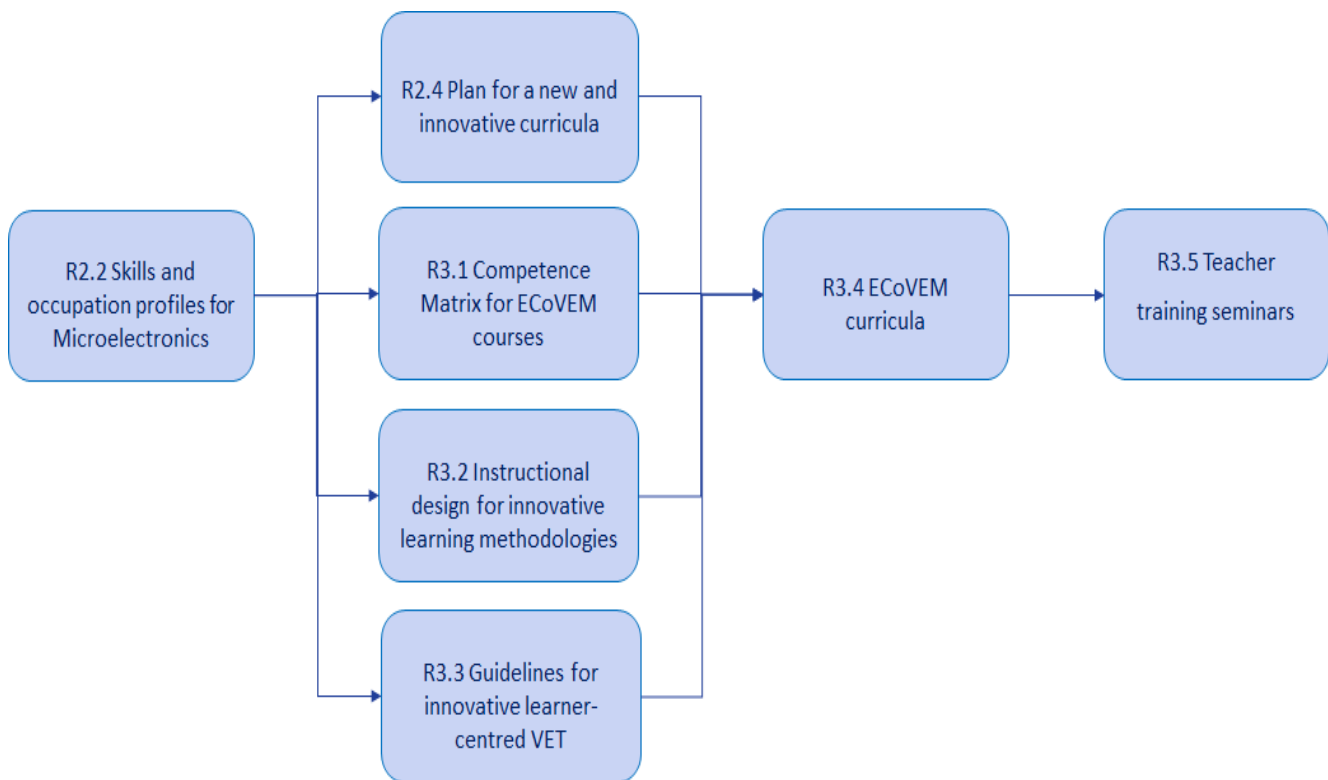 R2.4 Plan for a new and
innovative curricula
R2.2 Skills and
occupation profiles for
Microelectronics
R3.1 Competence
Matrix for ECoVEM
courses
R3.2 Instructional
design for innovative
learning methodologies
R3.3 Guidelines for
innovative learner-
centred VET
R3.4 ECoVEM
curricula
R3.5 Teacher
training seminars